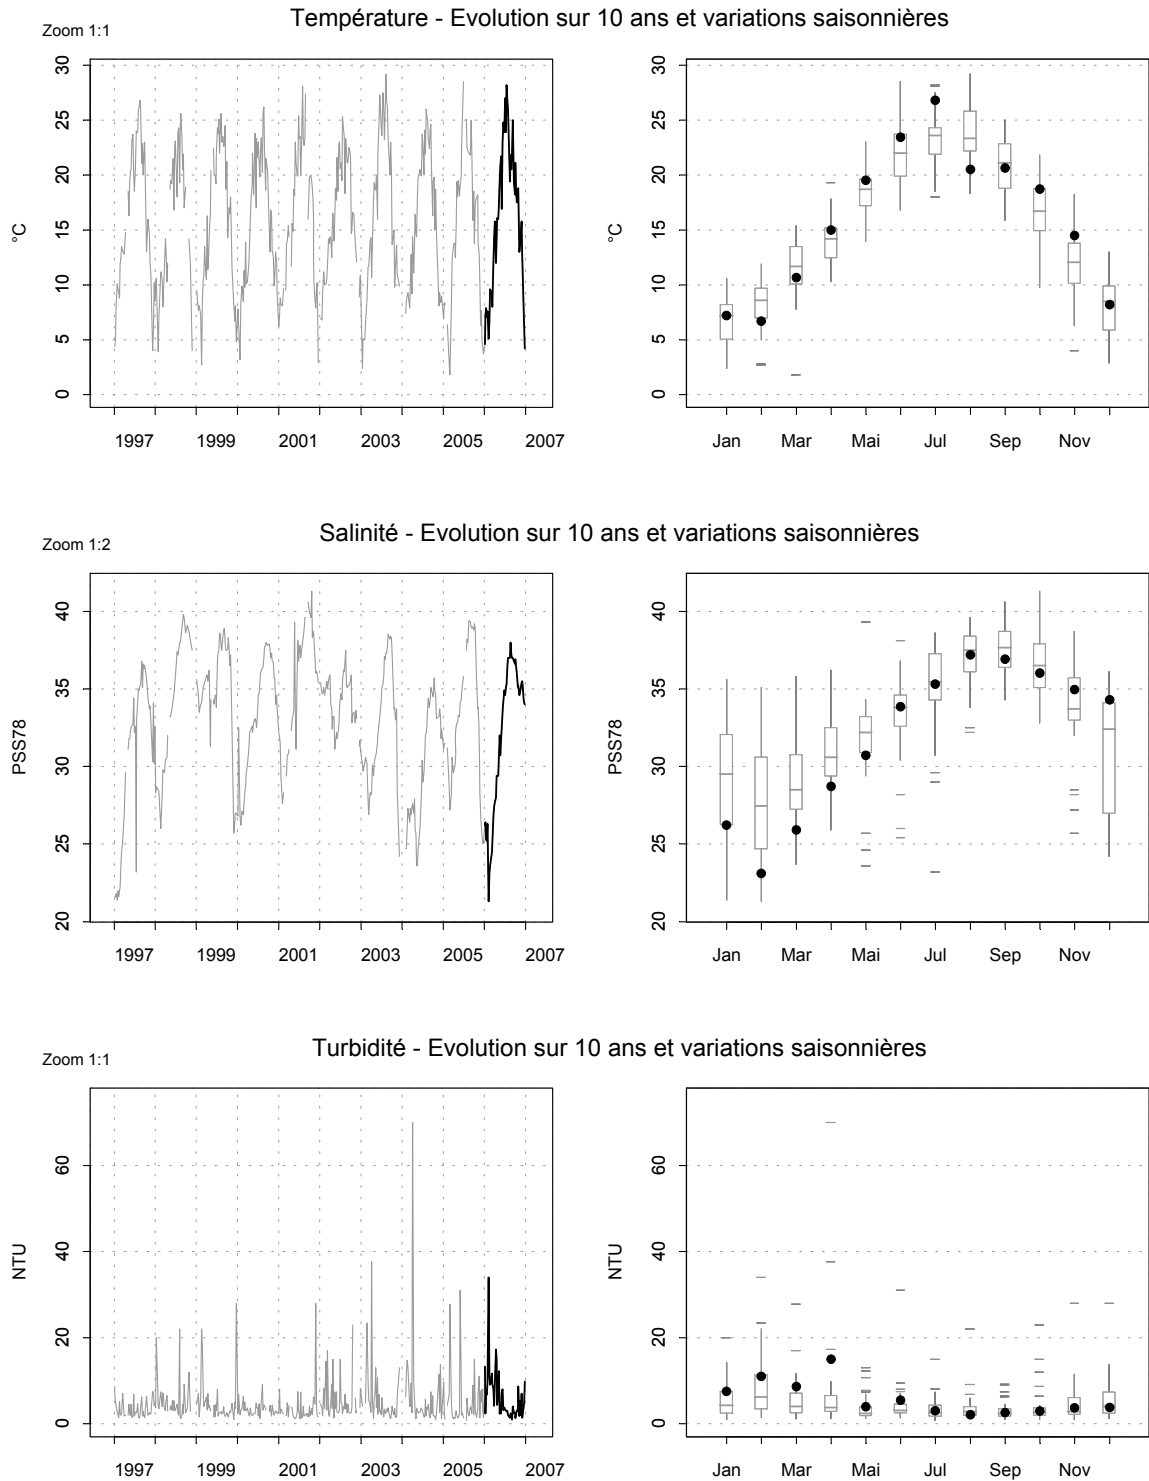 Température - Evolution sur 10 ans et variations saisonnières
Zoom 1:1
°C
0 5 10 15 20 25 30
1997 1999 2001 2003 2005 2007
°C
0 5 10 15 20 25 30
Jan Mar Mai Jul Sep Nov
Salinité - Evolution sur 10 ans et variations saisonnières
Zoom 1:2
PSS78
20 25 30 35 40
1997 1999 2001 2003 2005 2007
PSS78
20 25 30 35 40
Jan Mar Mai Jul Sep Nov
Turbidité - Evolution sur 10 ans et variations saisonnières
Zoom 1:1
NTU
0 20 40 60
1997 1999 2001 2003 2005 2007
NTU
0 20 40 60
Jan Mar Mai Jul Sep Nov